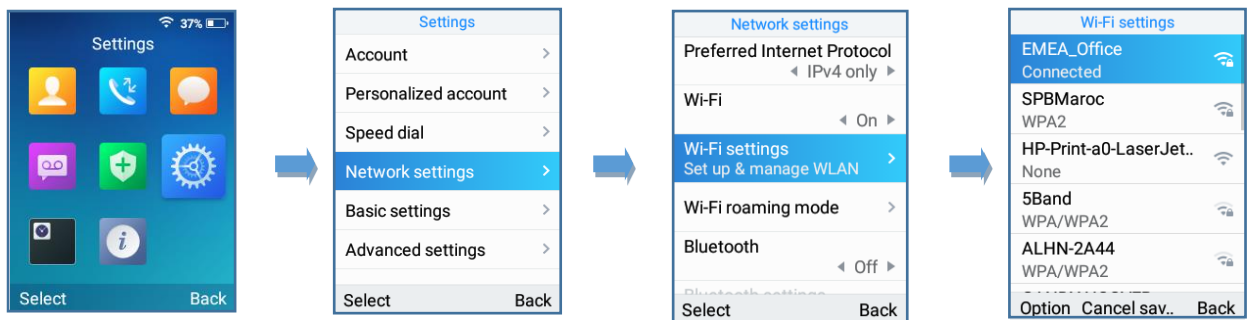 37%
Settings
Select Back
Settings
Account
Personalized account
Speed dial
Network settings
Basic settings
Advanced settings
Select Back
Network settings
Preferred Internet Protocol
IPv4 only
Wi-Fi
On
Wi-Fi settings
Set up & manage WLAN
Wi-Fi roaming mode
Bluetooth
Off
Bluetooth settings
Select Back
Wi-Fi settings
EMEA_Office
Connected
SPBMaroc
WPA2
HP-Print-a0-LaserJet..
None
5Band
WPA/WPA2
ALHN-2A44
WPA/WPA2
Option Cancel sav.. Back